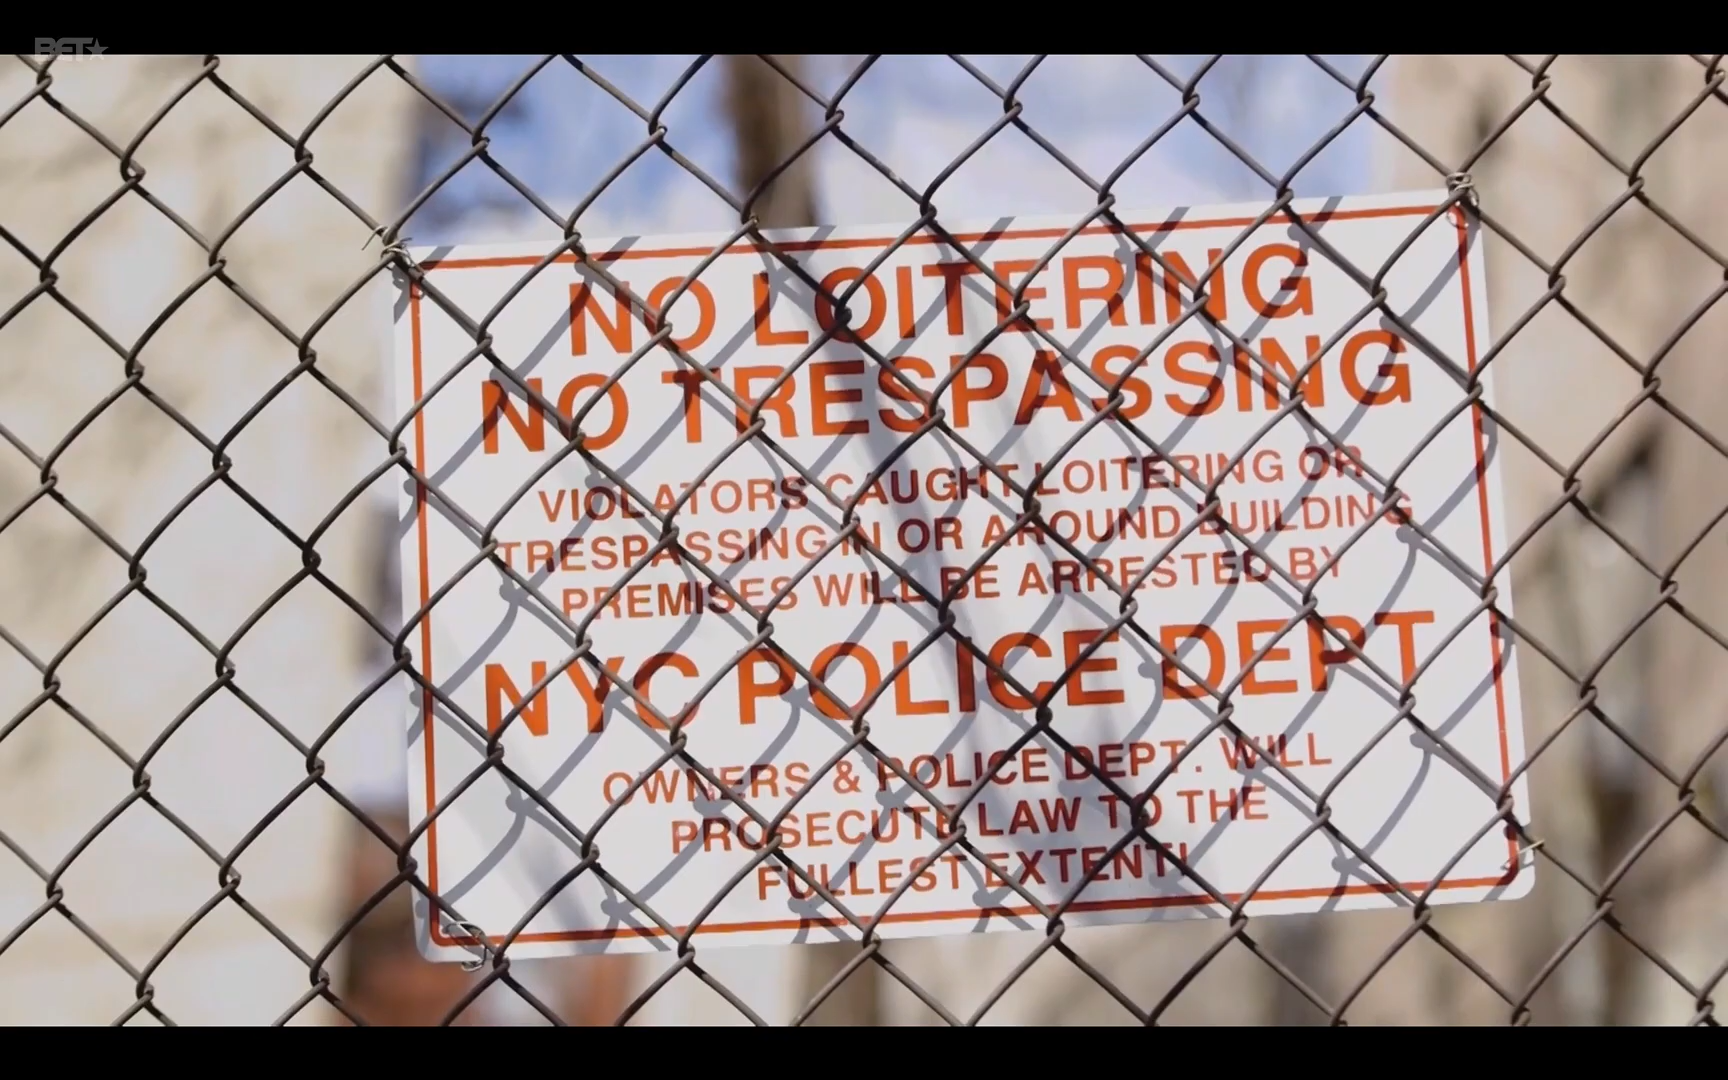 BET
NO LOITERING
NO TRESPASSING
VIOLATORS CAUGHT LOITERING OR
TRESPASSING IN OR AROUND BUILDING
PREMISES WILL BE ARRESTED BY
NYC POLICE DEPT
OWNERS & POLICE DEPT. WILL
PROSECUTE LAW TO THE
FULLEST EXTENT!